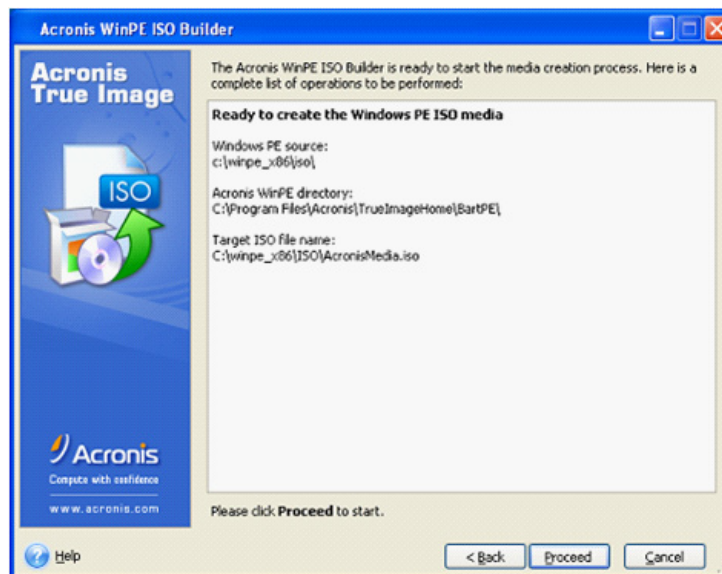 Acronis WinPE ISO Builder
Acronis
True Image
ISO
Acronis
Compute with confidence
www.acronis.com
The Acronis WinPE ISO Builder is ready to start the media creation process. Here is a
complete list of operations to be performed:
Ready to create the Windows PE ISO media
Windows PE source:
c:\winpe_x86\iso\
Acronis WinPE directory:
C:\Program Files\Acronis\TrueImageHome\BartPE\
Target ISO file name:
C:\winpe_x86\ISO\AcronisMedia.iso
Please click Proceed to start.
Help
< Back
Proceed
Cancel